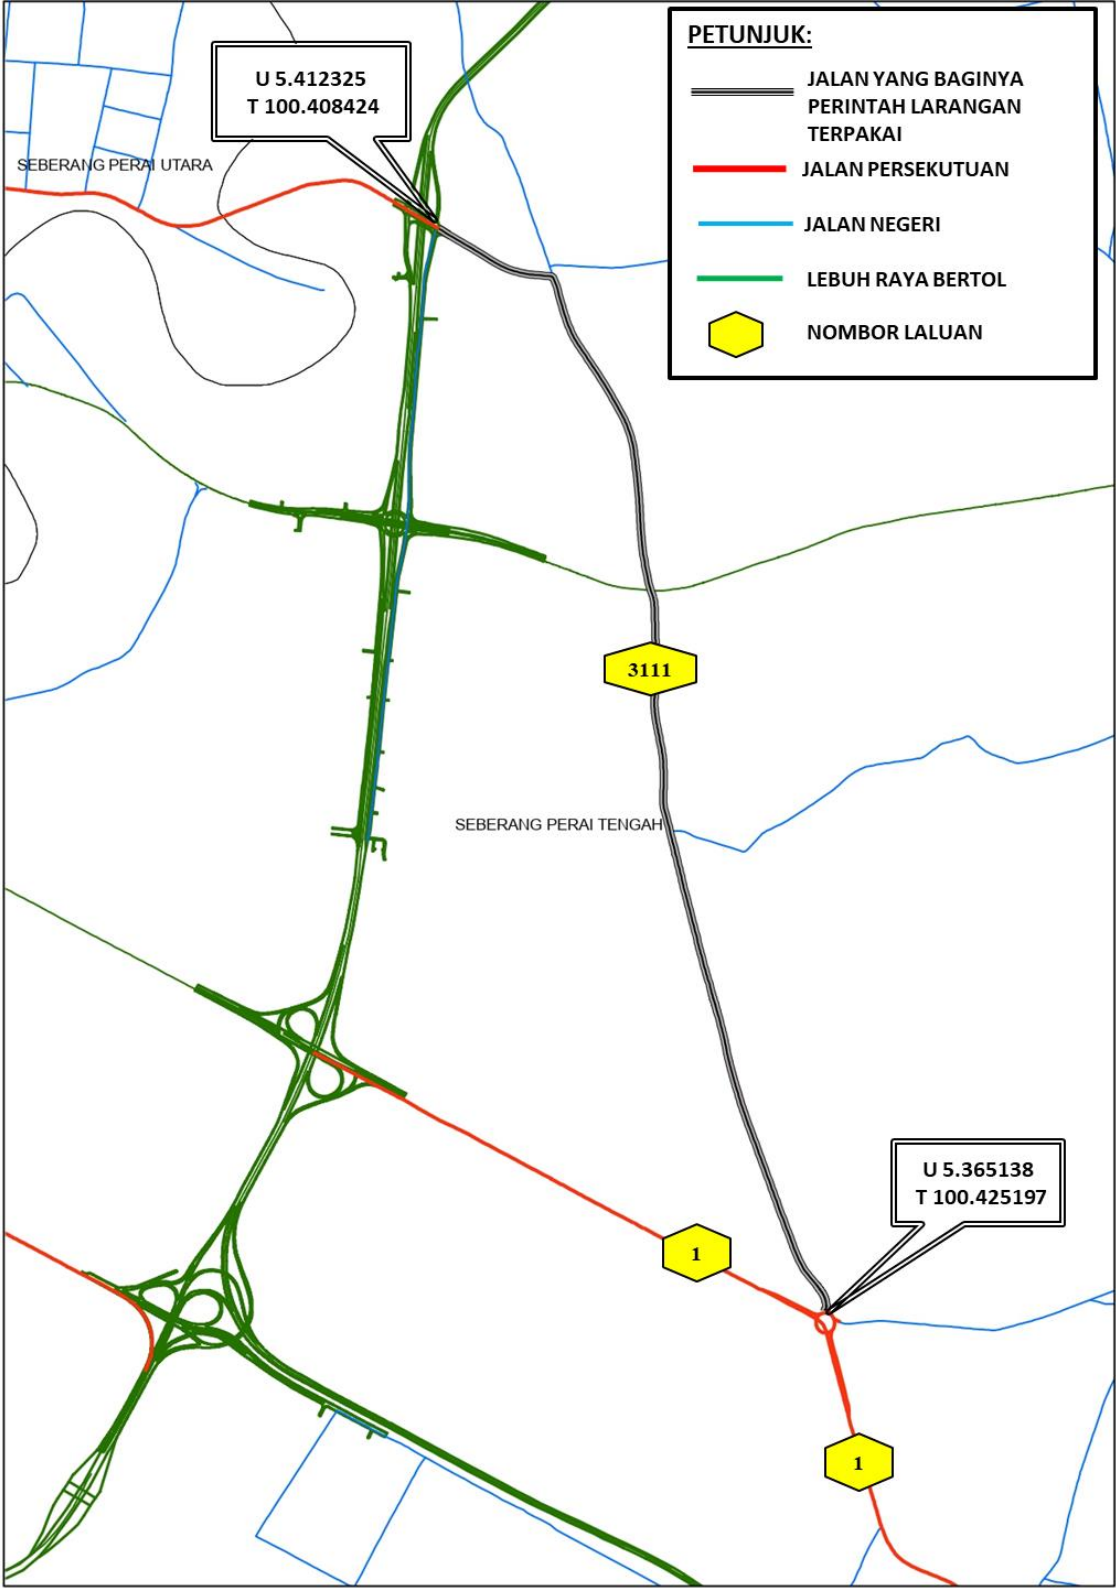 PETUNJUK:
JALAN YANG BAGINYA
PERINTAH LARANGAN
TERPAKAI
JALAN PERSEKUTUAN
JALAN NEGERI
LEBUH RAYA BERTOL
NOMBOR LALUAN
U 5.412325
T 100.408424
SEBERANG PERAI UTARA
3111
SEBERANG PERAI TENGAH
U 5.365138
T 100.425197
1
1